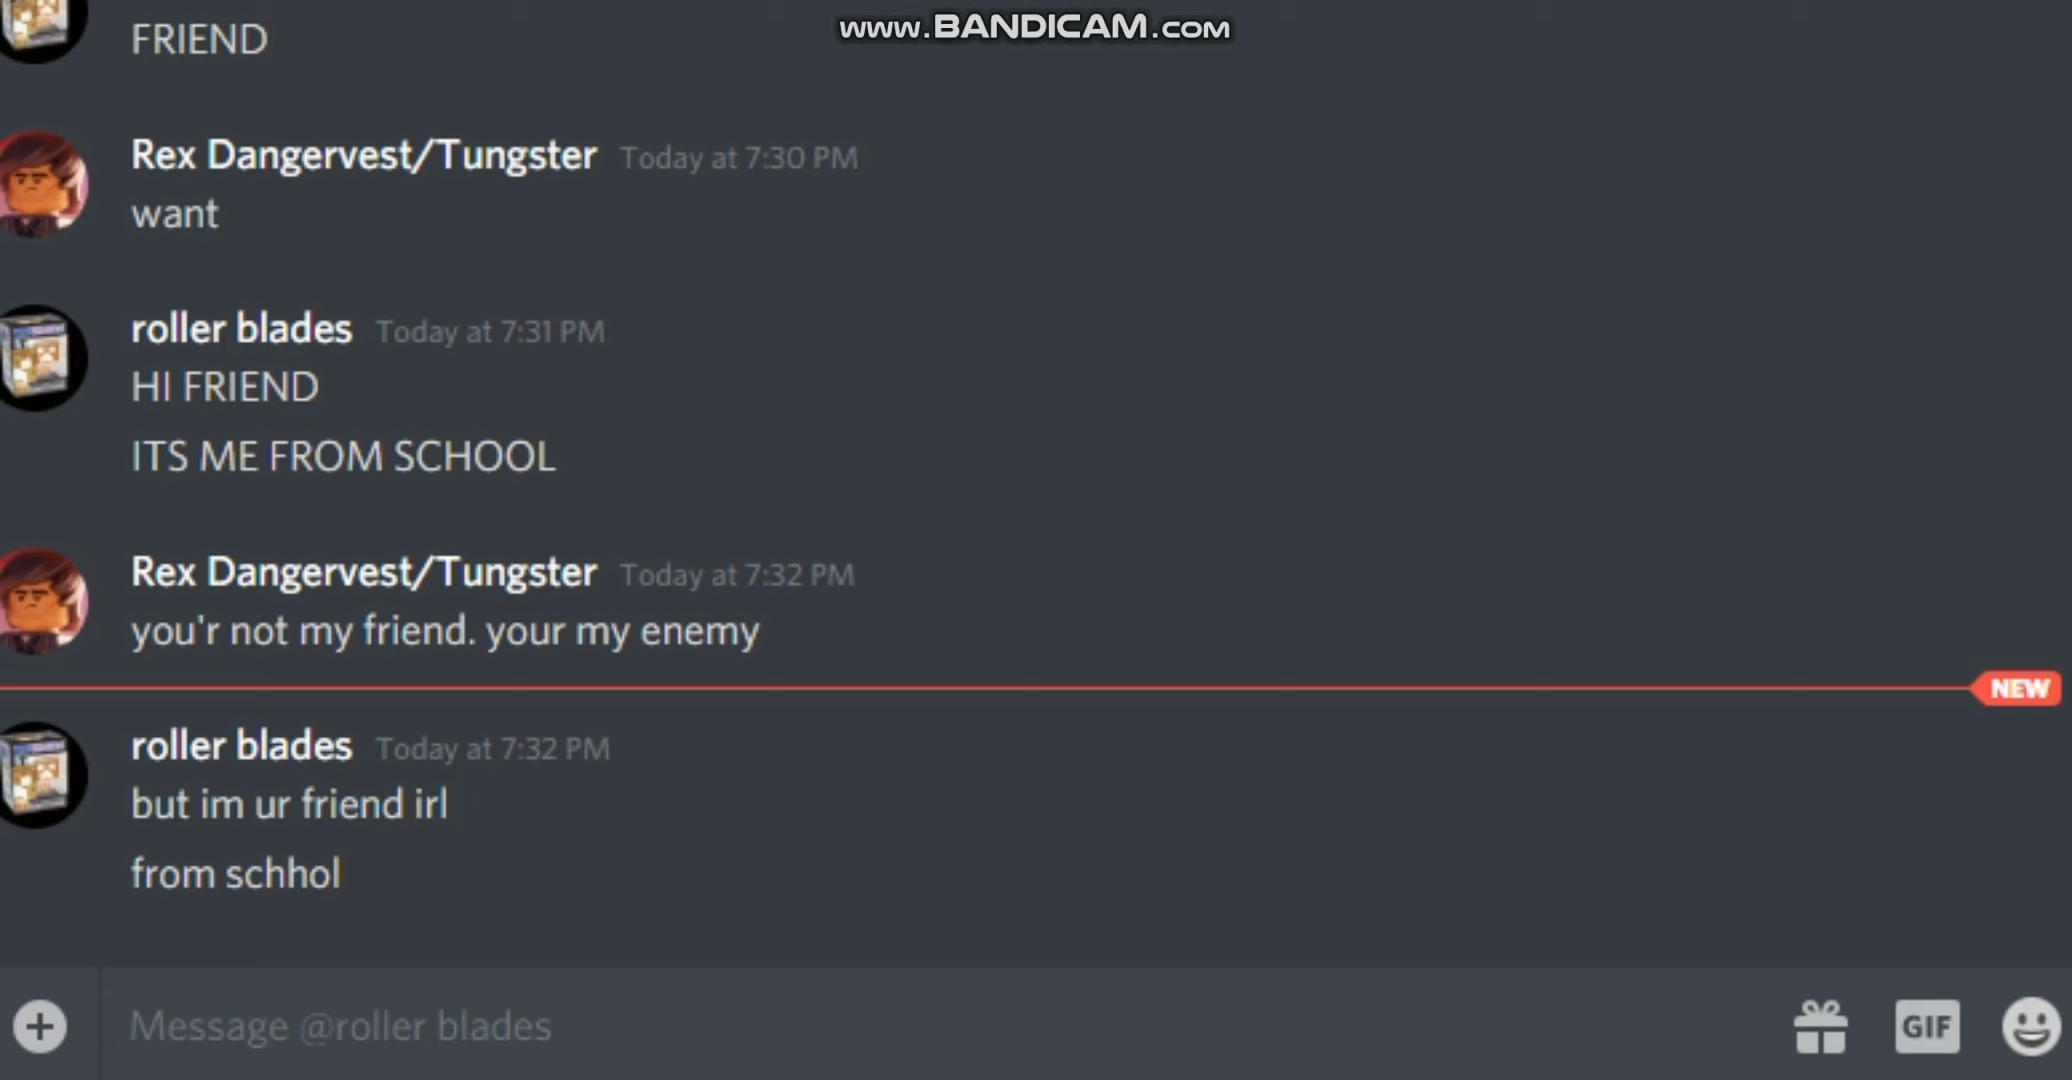 www.BANDICAM.com
FRIEND
Rex Dangervest/Tungster Today at 7:30 PM
want
roller blades Today at 7:31 PM
HI FRIEND
ITS ME FROM SCHOOL
Rex Dangervest/Tungster Today at 7:32 PM
you'r not my friend. your my enemy
NEW
roller blades Today at 7:32 PM
but im ur friend irl
from schhol
Message @roller blades
GIF